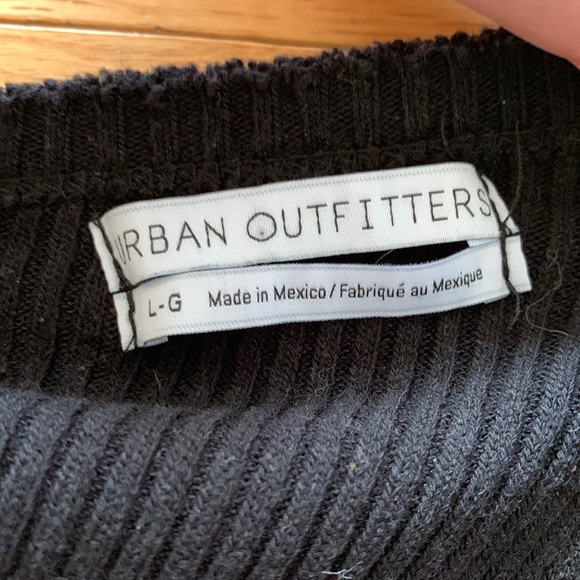 URBAN OUTFITTERS
L-G Made in Mexico / Fabriqué au Mexique